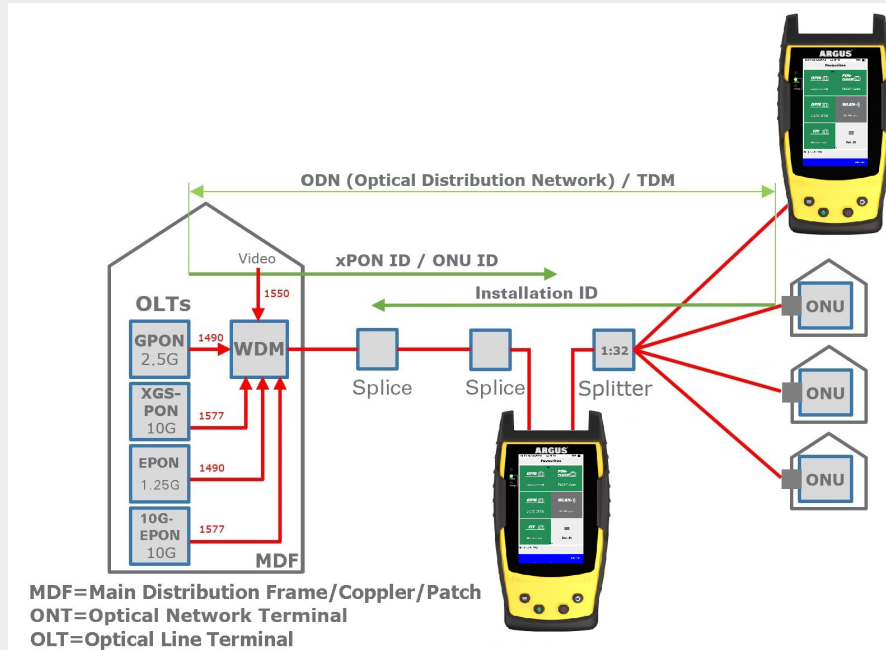 ARGUS
ODN (Optical Distribution Network) / TDM
Video
xPON ID / ONU ID
1550
Installation ID
OLTs
GPON
2.5G
1490
WDM
1:32
ONU
Splice
Splice
Splitter
XGS-
PON
10G
1577
ONU
EPON
1.25G
1490
ARGUS
ONU
10G-
EPON
10G
1577
MDF
MDF=Main Distribution Frame/Coppler/Patch
ONT=Optical Network Terminal
OLT=Optical Line Terminal